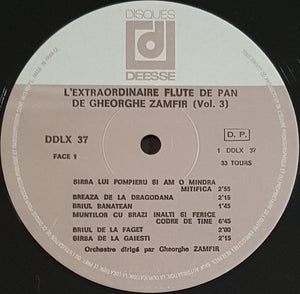 DISQUES
d
DEESSE
L'EXTRAORDINAIRE FLUTE DE PAN
DE GHEORGHE ZAMFIR (Vol. 3)
DDLX 37
D. P.
FACE 1
1 DDLX 37
33 TOURS
SIRBA LUI POMPIERU SI AM O MINDRA
MITIFICA 2'55
BREAZA DE LA DRAGODANA 1'15
BRIUL BANATEAN 1'45
MUNTILOR CU BRAZI INALTI SI FERICE
CODRE DE TINE 6'45
BRIUL DE LA FAGET 2'00
SIRBA DE LA GAIESTI 2'15
Orchestre dirigé par Gheorghe ZAMFIR